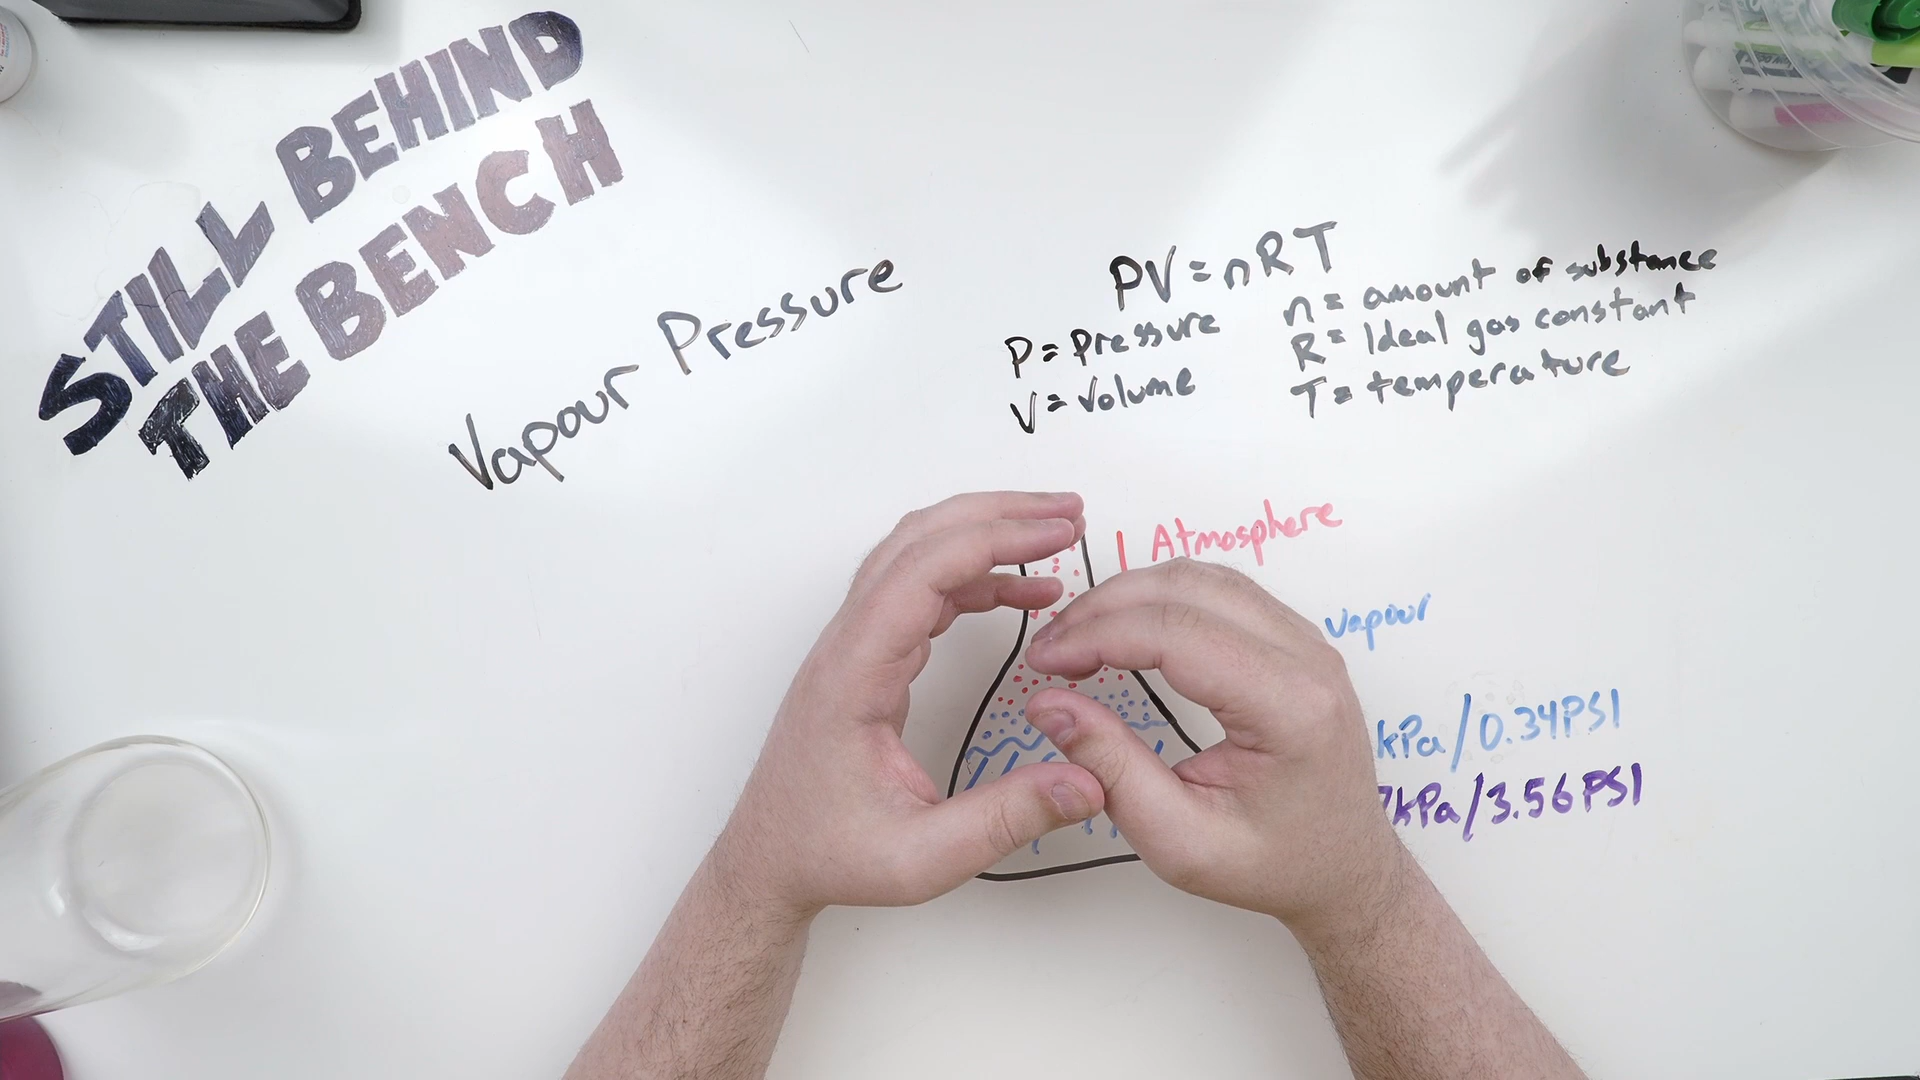 STILL BEHIND
THE BENCH
Vapour Pressure
PV=nRT
P= Pressure
V= Volume
n= amount of substance
R= Ideal gas constant
T= temperature
Atmosphere
vapour
kPa/0.34PSI
kPa/3.56PSI